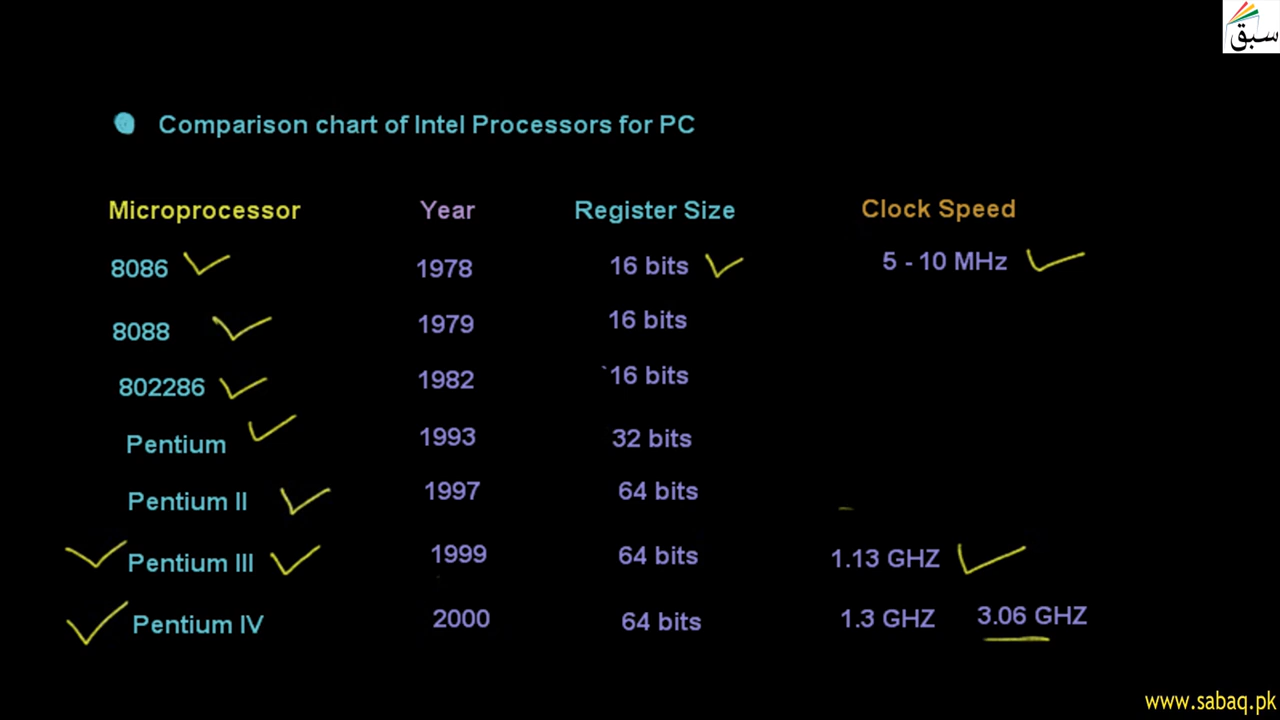 سبق
Comparison chart of Intel Processors for PC
Microprocessor Year Register Size Clock Speed
8086 1978 16 bits 5 - 10 MHz
8088 1979 16 bits
802286 1982 `16 bits
Pentium 1993 32 bits
Pentium II 1997 64 bits
Pentium III 1999 64 bits 1.13 GHZ
Pentium IV 2000 64 bits 1.3 GHZ 3.06 GHZ
www.sabaq.pk